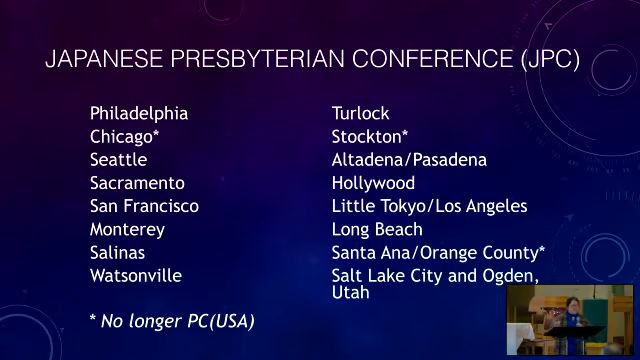 JAPANESE PRESBYTERIAN CONFERENCE (JPC)
Philadelphia
Chicago*
Seattle
Sacramento
San Francisco
Monterey
Salinas
Watsonville
* No longer PC(USA)
Turlock
Stockton*
Altadena/Pasadena
Hollywood
Little Tokyo/Los Angeles
Long Beach
Santa Ana/Orange County*
Salt Lake City and Ogden,
Utah